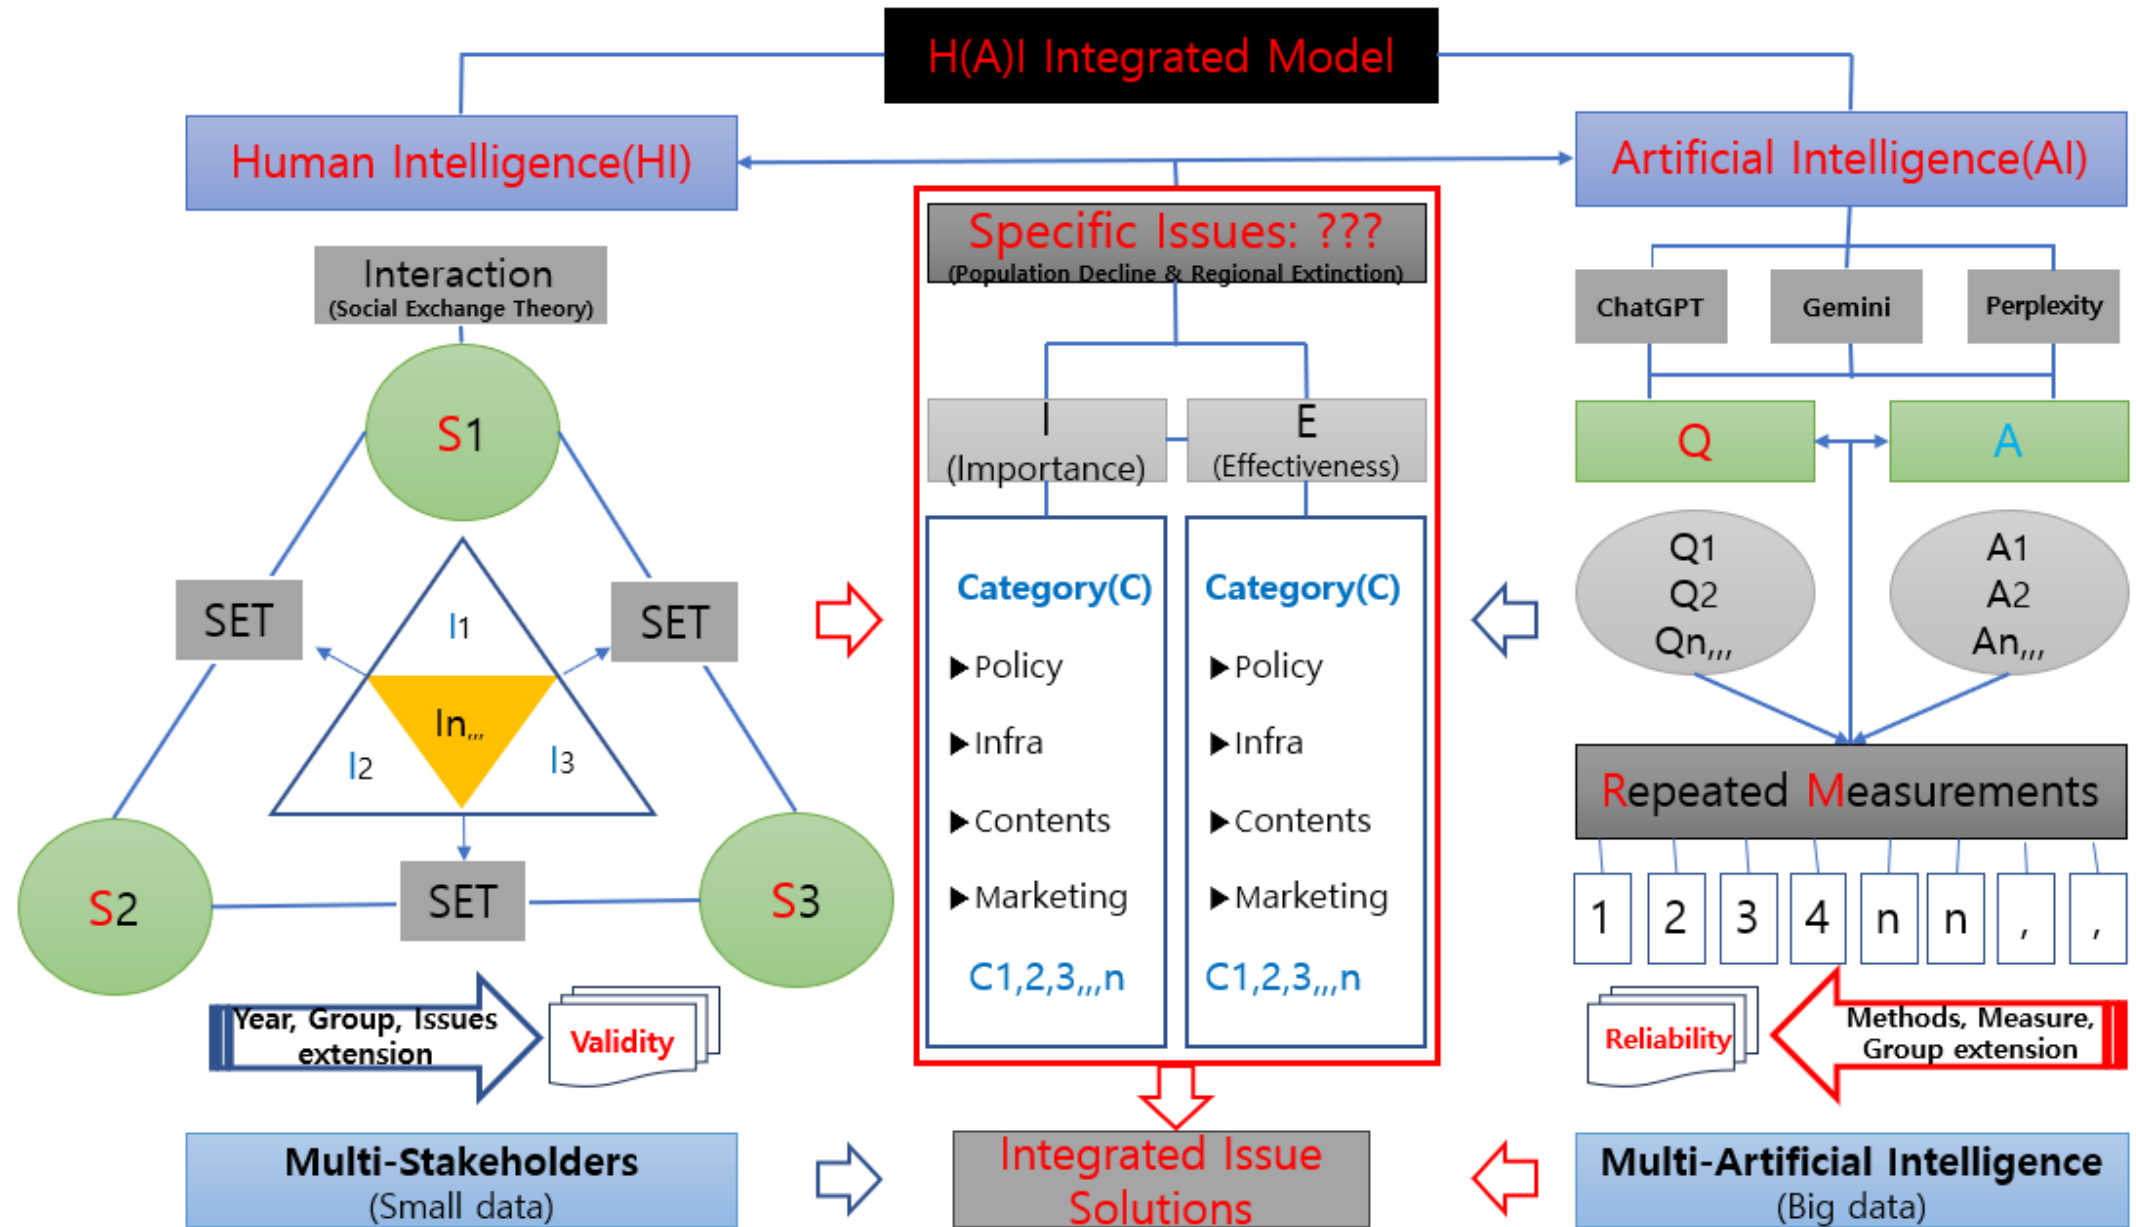 H(A)I Integrated Model
Human Intelligence(HI)
Artificial Intelligence(AI)
Interaction
(Social Exchange Theory)
S1
SET
SET
I1
In,,,
I2
I3
S2
SET
S3
Year, Group, Issues
extension
Validity
Multi-Stakeholders
(Small data)
Specific Issues: ???
(Population Decline & Regional Extinction)
I
(Importance)
E
(Effectiveness)
Category(C)
▶Policy
▶Infra
▶Contents
▶Marketing
C1,2,3,,,n
Category(C)
▶Policy
▶Infra
▶Contents
▶Marketing
C1,2,3,,,n
Integrated Issue
Solutions
ChatGPT
Gemini
Perplexity
Q
A
Q1
Q2
Qn,,,
A1
A2
An,,,
Repeated Measurements
1
2
3
4
n
n
,
,
Reliability
Methods, Measure,
Group extension
Multi-Artificial Intelligence
(Big data)